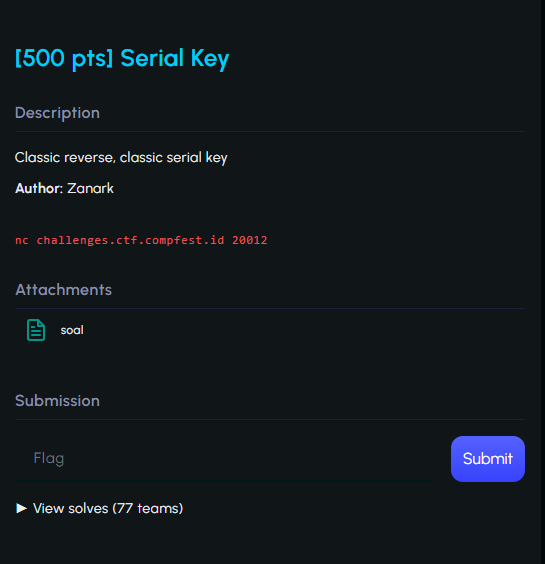 [500 pts] Serial Key
Description
Classic reverse, classic serial key
Author: Zanark
nc challenges.ctf.compfest.id 20012
Attachments
soal
Submission
Flag
Submit
▶ View solves (77 teams)